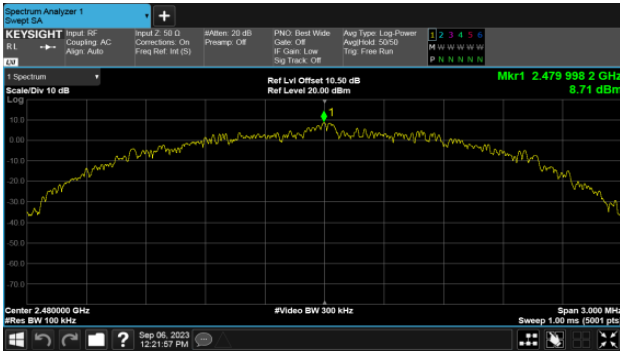 Spectrum Analyzer 1
Swept SA
KEYSIGHT Input: RF Input Z: 50 Ω #Atten: 20 dB PNO: Best Wide Avg Type: Log-Power 1 2 3 4 5 6
RL Coupling: AC Corrections: On Preamp: Off Gate: Off Avg|Hold: 50/50 M W W W W W
Align: Auto Freq Ref: Int (S) IF Gain: Low Trig: Free Run
LXI Sig Track: Off P N N N N N
1 Spectrum Ref Lvl Offset 10.50 dB Mkr1 2.479 998 2 GHz
Scale/Div 10 dB Ref Level 20.00 dBm 8.71 dBm
Log
1
10.0
0.00
-10.0
-20.0
-30.0
-40.0
-50.0
-60.0
-70.0
Center 2.480000 GHz #Video BW 300 kHz Span 3.000 MHz
#Res BW 100 kHz Sweep 1.00 ms (5001 pts
Sep 06, 2023
12:21:57 PM